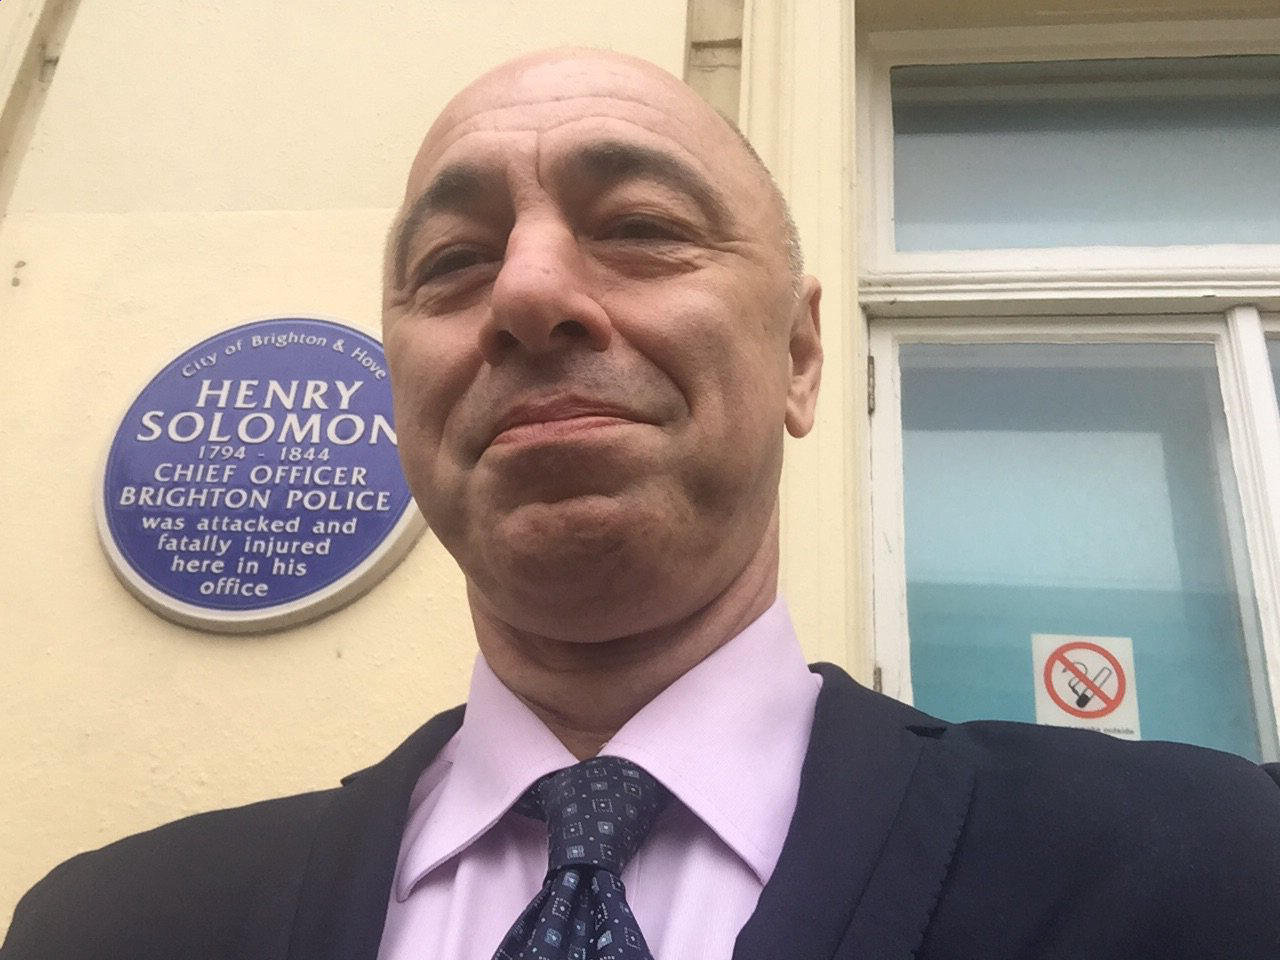 City of Brighton & Hove
HENRY
SOLOMON
1794 - 1844
CHIEF OFFICER
BRIGHTON POLICE
was attacked and
fatally injured
here in his
office
outside